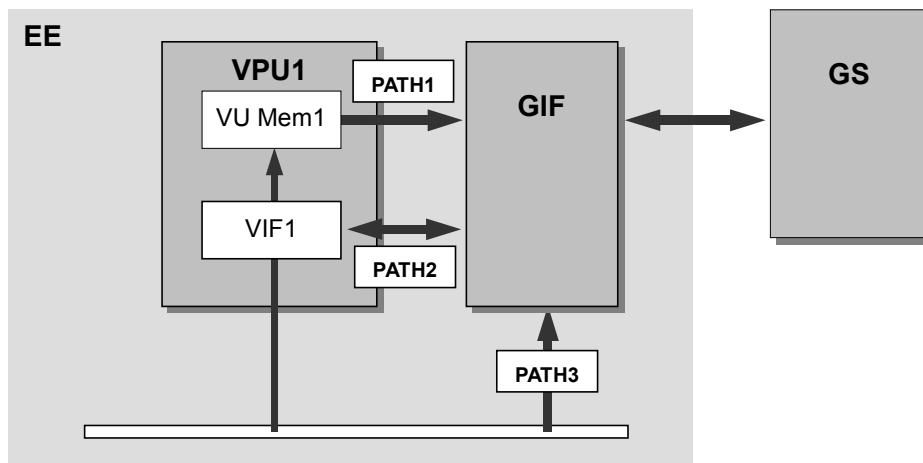 EE
VPU1
PATH1
GIF
GS
VU Mem1
VIF1
PATH2
PATH3